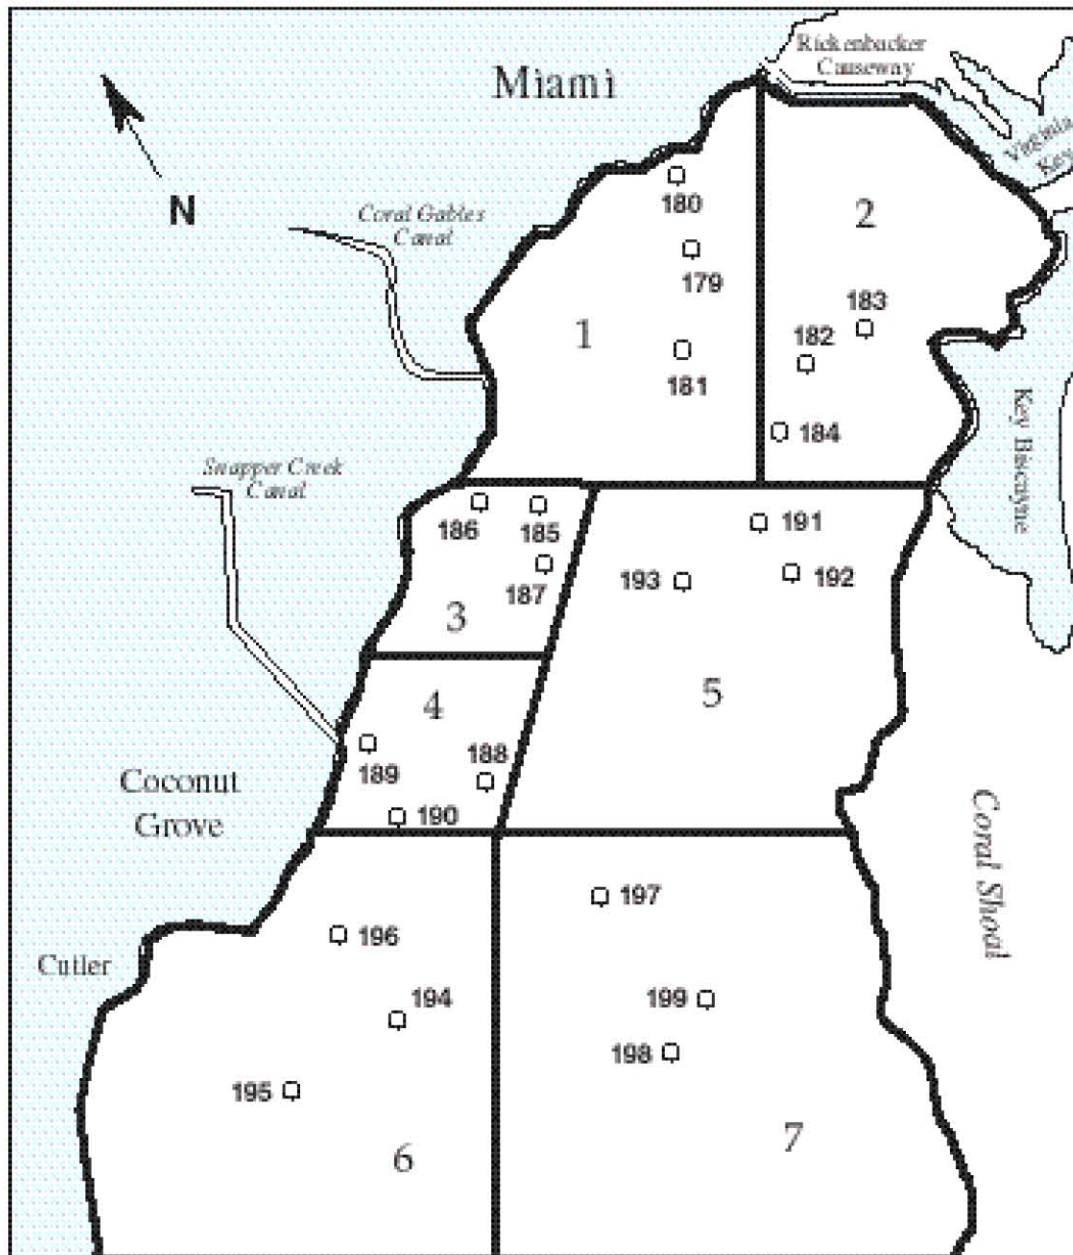 Rickenbacker
Causeway
Miami
Virginia
Key
N
Coral Gables
Canal
180
2
179
183
1
182
181
184
Key Biscayne
Snapper Creek
Canal
186
185
191
187
193
192
3
4
5
189
188
190
Coconut
Grove
Coral Shoal
197
196
Cutler
194
199
198
195
6
7